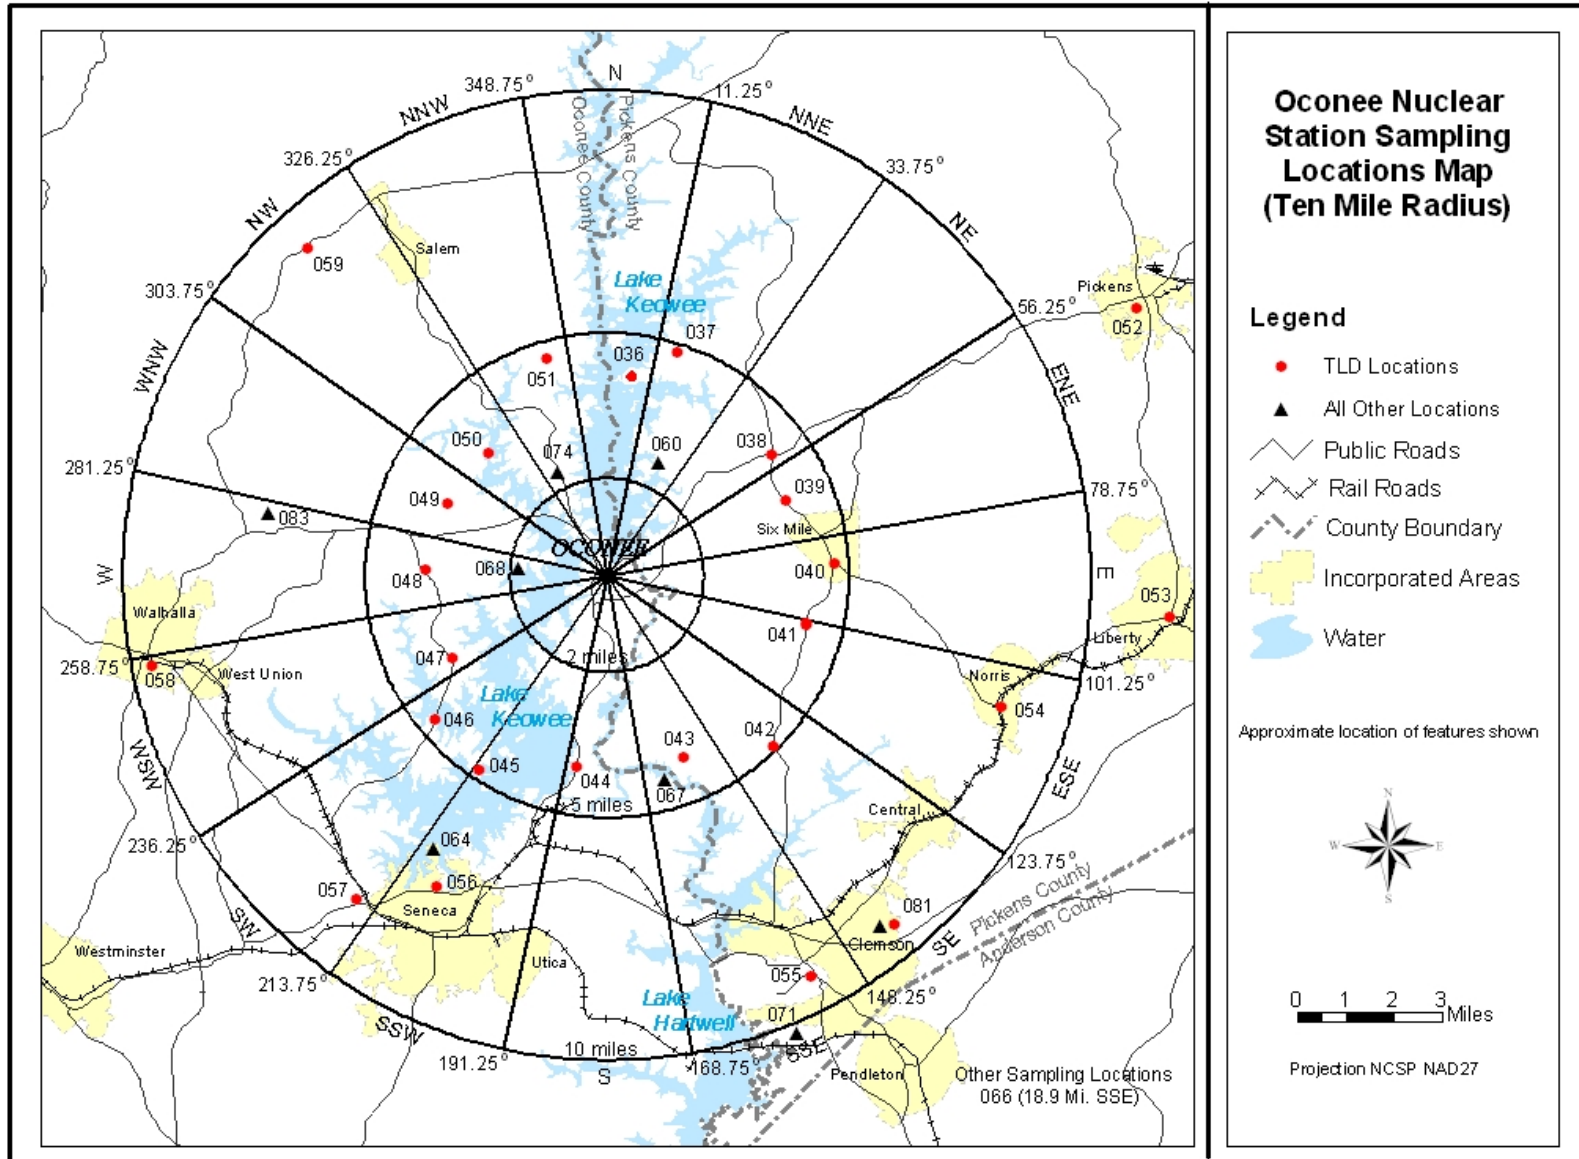 N
348.75°
11.25°
NNW
NNE
Oconee County
Pickens County
326.25°
33.75°
NW
NE
Salem
059
Lake
Keowee
Pickens
303.75°
56.25°
052
037
036
051
WNW
ENE
050
074
060
038
281.25°
78.75°
049
039
083
Six Mile
OCONEE
068
048
040
W
E
053
Walhalla
041
Liberty
047
2 miles
258.75°
058
West Union
Norris
101.25°
Lake
Keowee
046
054
043
042
WSW
045
044
067
ESE
5 miles
Central
236.25°
064
123.75°
057
056
Pickens County
Anderson County
Seneca
081
SW
Clemson
SE
Westminster
Utica
055
213.75°
148.25°
Lake
Hartwell
071
SSW
191.25°
10 miles
168.75°
SSE
S
Pendleton
Other Sampling Locations
066 (18.9 Mi. SSE)
Oconee Nuclear
Station Sampling
Locations Map
(Ten Mile Radius)
Legend
TLD Locations
All Other Locations
Public Roads
Rail Roads
County Boundary
Incorporated Areas
Water
Approximate location of features shown
N
W
E
S
0 1 2 3
Miles
Projection NCSP NAD27